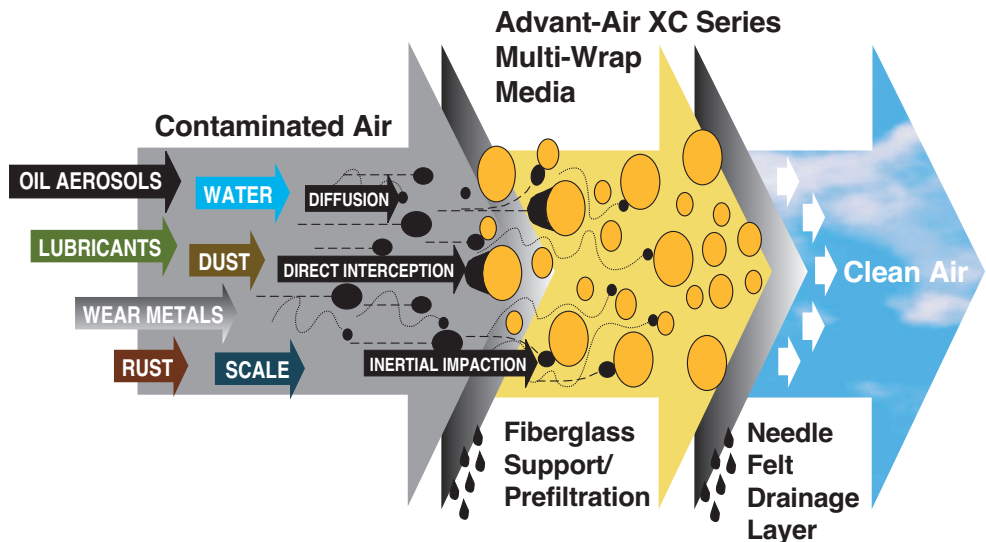 Advant-Air XC Series
Multi-Wrap
Media
Contaminated Air
OIL AEROSOLS
WATER
DIFFUSION
LUBRICANTS
DUST
DIRECT INTERCEPTION
WEAR METALS
RUST
SCALE
INERTIAL IMPACTION
Clean Air
Fiberglass
Support/
Prefiltration
Needle
Felt
Drainage
Layer